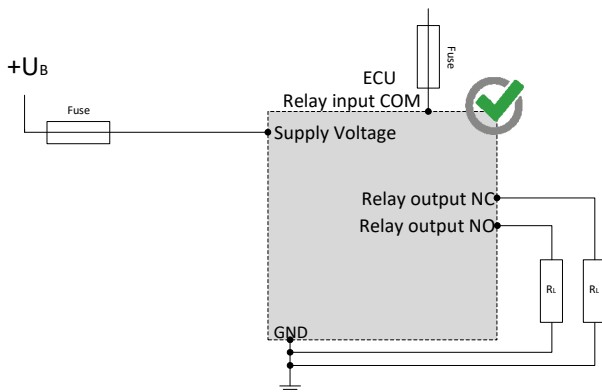 +UB
Fuse
Fuse
ECU
Relay input COM
Supply Voltage
Relay output NC
Relay output NO
RL
RL
GND